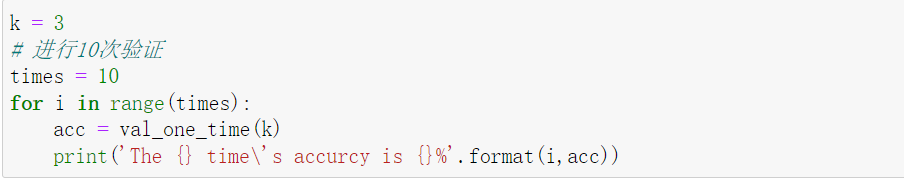 k = 3
# 进行10次验证
times = 10
for i in range(times):
    acc = val_one_time(k)
    print('The {} time\'s accurcy is {}%'.format(i,acc))